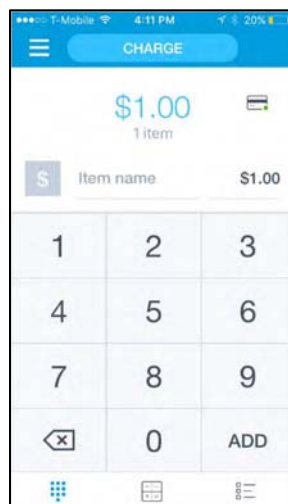 T-Mobile 4:11 PM 20%
CHARGE
$1.00
1 item
S Item name $1.00
1 2 3
4 5 6
7 8 9
0 ADD